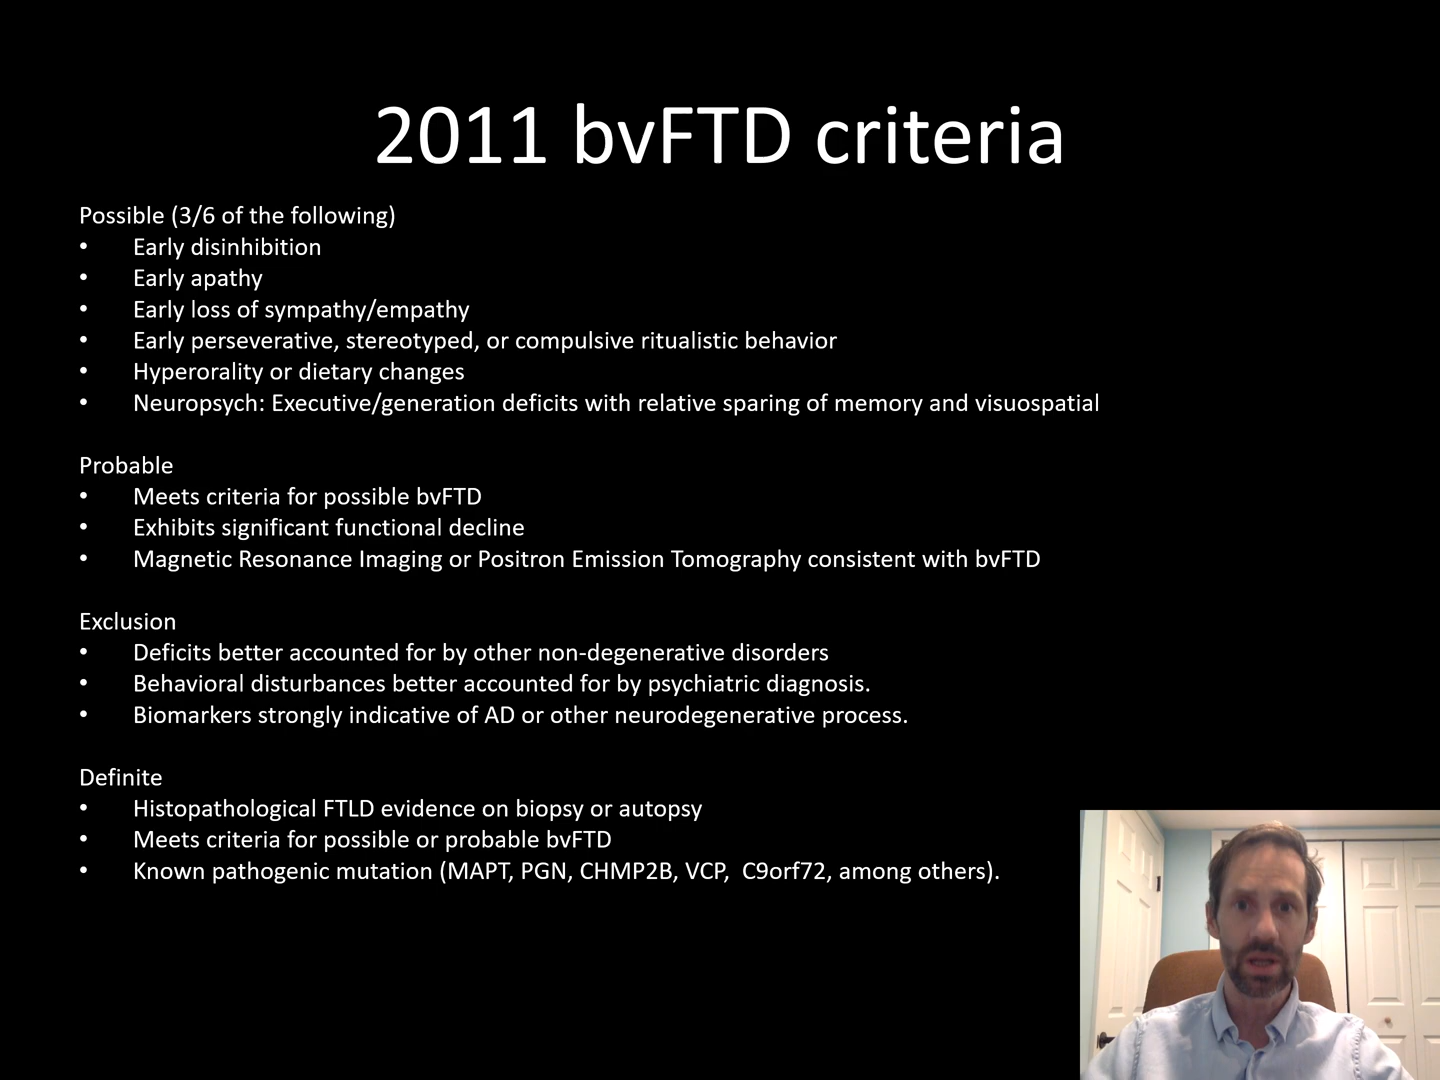 2011 bvFTD criteria
Possible (3/6 of the following)
• Early disinhibition
• Early apathy
• Early loss of sympathy/empathy
• Early perseverative, stereotyped, or compulsive ritualistic behavior
• Hyperorality or dietary changes
• Neuropsych: Executive/generation deficits with relative sparing of memory and visuospatial
Probable
• Meets criteria for possible bvFTD
• Exhibits significant functional decline
• Magnetic Resonance Imaging or Positron Emission Tomography consistent with bvFTD
Exclusion
• Deficits better accounted for by other non-degenerative disorders
• Behavioral disturbances better accounted for by psychiatric diagnosis.
• Biomarkers strongly indicative of AD or other neurodegenerative process.
Definite
• Histopathological FTLD evidence on biopsy or autopsy
• Meets criteria for possible or probable bvFTD
• Known pathogenic mutation (MAPT, PGN, CHMP2B, VCP, C9orf72, among others).